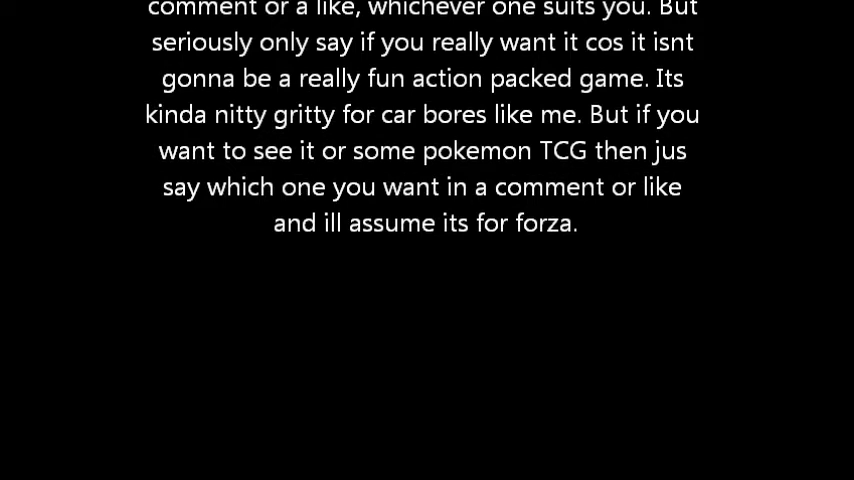 comment or a like, whichever one suits you. But
seriously only say if you really want it cos it isnt
gonna be a really fun action packed game. Its
kinda nitty gritty for car bores like me. But if you
want to see it or some pokemon TCG then jus
say which one you want in a comment or like
and ill assume its for forza.